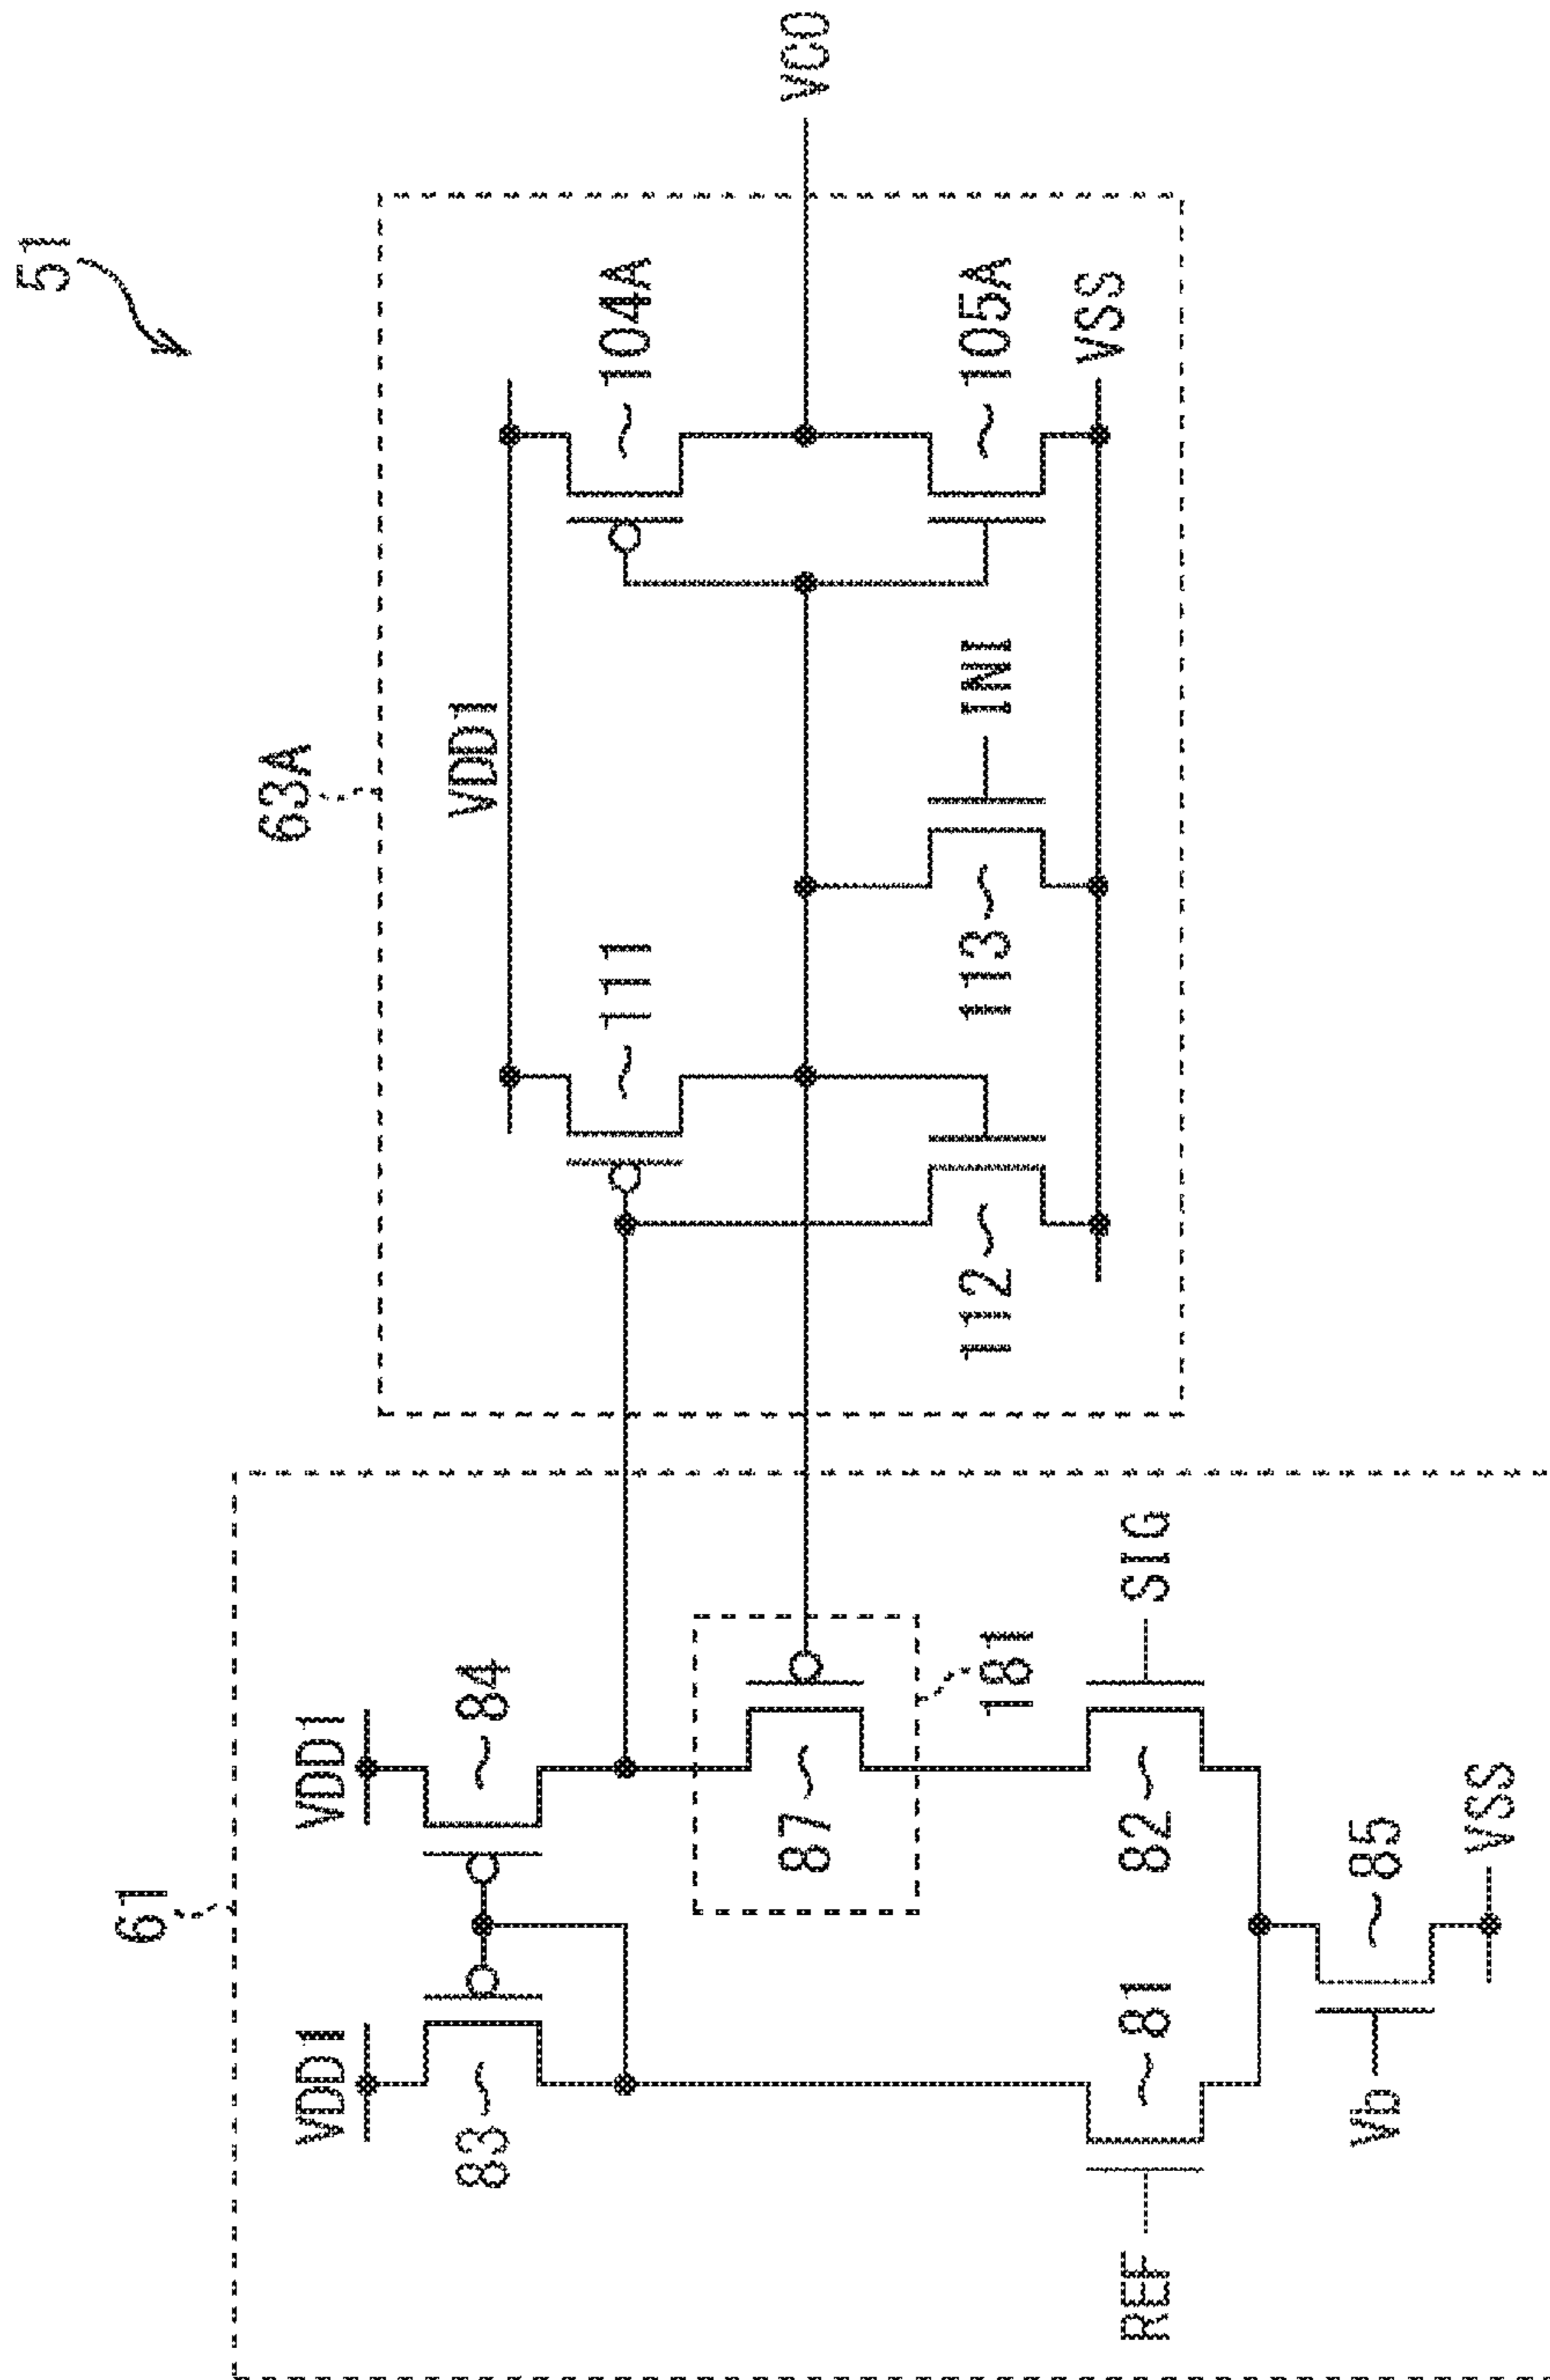 51
61
VDD1
VDD1
83
84
87
181
REF
81
82
SIG
Vb
85
VSS
63A
VDD1
111
104A
VCO
112
113
INI
105A
VSS